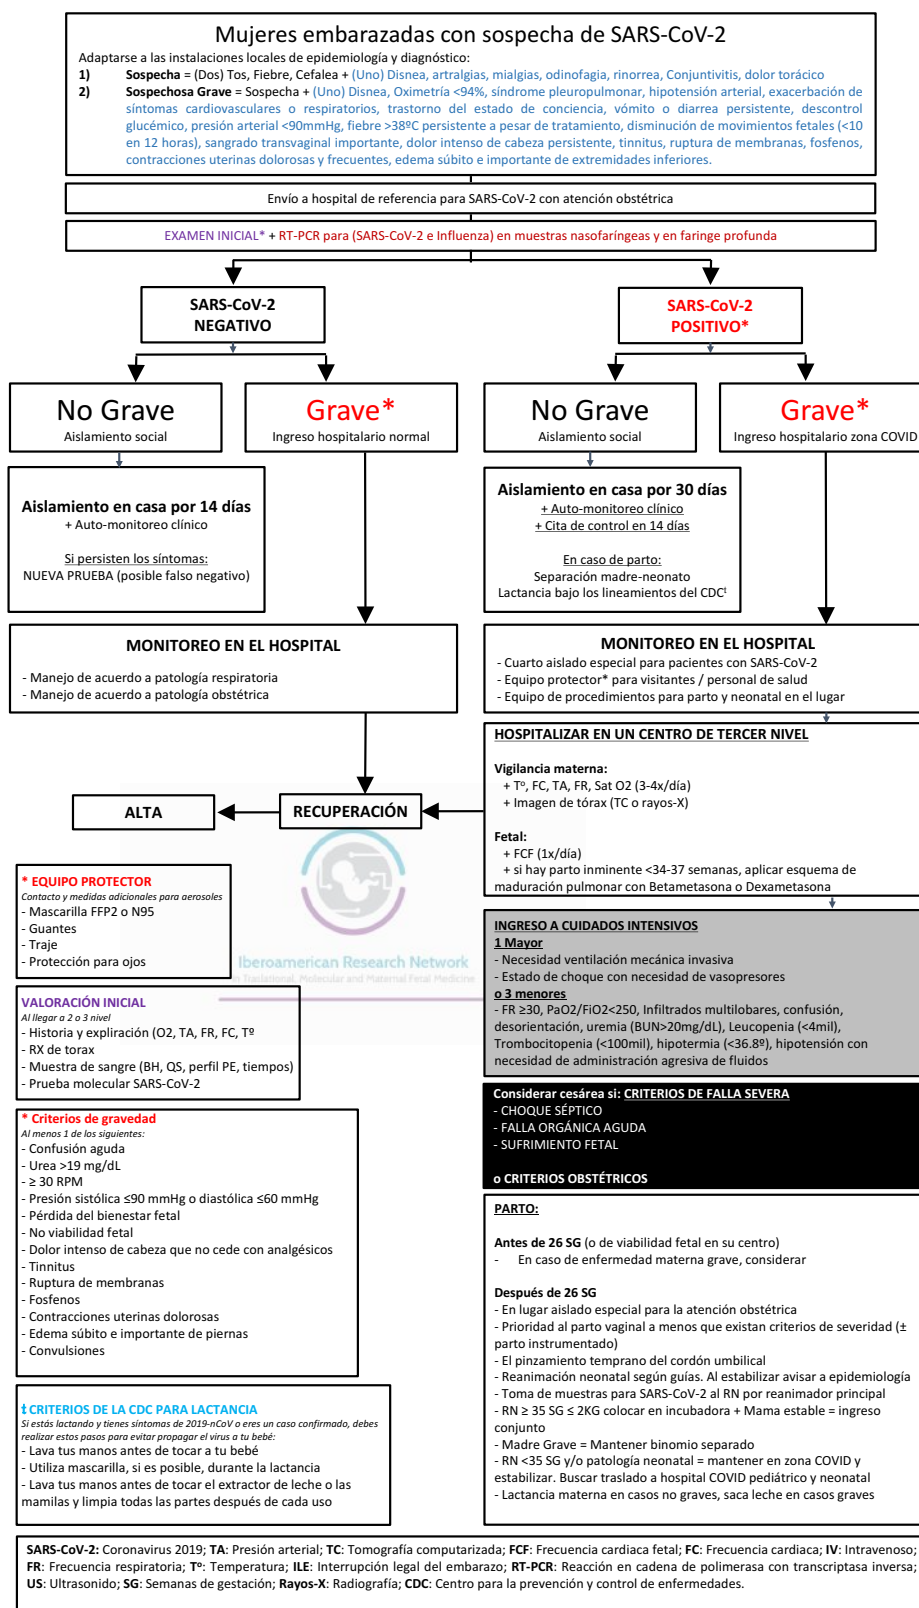 Mujeres embarazadas con sospecha de SARS-CoV-2
Adaptarse a las instalaciones locales de epidemiología y diagnóstico:
1) Sospecha = (Dos) Tos, Fiebre, Cefalea + (Uno) Disnea, artralgias, mialgias, odinofagia, rinorrea, Conjuntivitis, dolor torácico
2) Sospechosa Grave = Sospecha + (Uno) Disnea, Oximetría <94%, síndrome pleuropulmonar, hipotensión arterial, exacerbación de
síntomas cardiovasculares o respiratorios, trastorno del estado de conciencia, vómito o diarrea persistente, descontrol
glucémico, presión arterial <90mmHg, fiebre >38ºC persistente a pesar de tratamiento, disminución de movimientos fetales (<10
en 12 horas), sangrado transvaginal importante, dolor intenso de cabeza persistente, tinnitus, ruptura de membranas, fosfenos,
contracciones uterinas dolorosas y frecuentes, edema súbito e importante de extremidades inferiores.
Envío a hospital de referencia para SARS-CoV-2 con atención obstétrica
EXAMEN INICIAL* + RT-PCR para (SARS-CoV-2 e Influenza) en muestras nasofaríngeas y en faringe profunda
SARS-CoV-2
NEGATIVO
SARS-CoV-2
POSITIVO*
No Grave
Aislamiento social
Grave*
Ingreso hospitalario normal
No Grave
Aislamiento social
Grave*
Ingreso hospitalario zona COVID
Aislamiento en casa por 14 días
+ Auto-monitoreo clínico
Si persisten los síntomas:
NUEVA PRUEBA (posible falso negativo)
Aislamiento en casa por 30 días
+ Auto-monitoreo clínico
+ Cita de control en 14 días
En caso de parto:
Separación madre-neonato
Lactancia bajo los lineamientos del CDCŧ
MONITOREO EN EL HOSPITAL
- Manejo de acuerdo a patología respiratoria
- Manejo de acuerdo a patología obstétrica
MONITOREO EN EL HOSPITAL
- Cuarto aislado especial para pacientes con SARS-CoV-2
- Equipo protector* para visitantes / personal de salud
- Equipo de procedimientos para parto y neonatal en el lugar
HOSPITALIZAR EN UN CENTRO DE TERCER NIVEL
Vigilancia materna:
+ Tº, FC, TA, FR, Sat O2 (3-4x/día)
+ Imagen de tórax (TC o rayos-X)
Fetal:
+ FCF (1x/día)
+ si hay parto inminente <34-37 semanas, aplicar esquema de
maduración pulmonar con Betametasona o Dexametasona
ALTA
RECUPERACIÓN
Iberoamerican Research Network
in Traslational, Molecular and Maternal Fetal Medicine
* EQUIPO PROTECTOR
Contacto y medidas adicionales para aerosoles
- Mascarilla FFP2 o N95
- Guantes
- Traje
- Protección para ojos
VALORACIÓN INICIAL
Al llegar a 2 o 3 nivel
- Historia y expliración (O2, TA, FR, FC, Tº
- RX de torax
- Muestra de sangre (BH, QS, perfil PE, tiempos)
- Prueba molecular SARS-CoV-2
* Criterios de gravedad
Al menos 1 de los siguientes:
- Confusión aguda
- Urea >19 mg/dL
- ≥ 30 RPM
- Presión sistólica ≤90 mmHg o diastólica ≤60 mmHg
- Pérdida del bienestar fetal
- No viabilidad fetal
- Dolor intenso de cabeza que no cede con analgésicos
- Tinnitus
- Ruptura de membranas
- Fosfenos
- Contracciones uterinas dolorosas
- Edema súbito e importante de piernas
- Convulsiones
ŧ CRITERIOS DE LA CDC PARA LACTANCIA
Si estás lactando y tienes síntomas de 2019-nCoV o eres un caso confirmado, debes
realizar estos pasos para evitar propagar el virus a tu bebé:
- Lava tus manos antes de tocar a tu bebé
- Utiliza mascarilla, si es posible, durante la lactancia
- Lava tus manos antes de tocar el extractor de leche o las
mamilas y limpia todas las partes después de cada uso
INGRESO A CUIDADOS INTENSIVOS
1 Mayor
- Necesidad ventilación mecánica invasiva
- Estado de choque con necesidad de vasopresores
o 3 menores
- FR ≥30, PaO2/FiO2<250, Infiltrados multilobares, confusión,
desorientación, uremia (BUN>20mg/dL), Leucopenia (<4mil),
Trombocitopenia (<100mil), hipotermia (<36.8º), hipotensión con
necesidad de administración agresiva de fluidos
Considerar cesárea si: CRITERIOS DE FALLA SEVERA
- CHOQUE SÉPTICO
- FALLA ORGÁNICA AGUDA
- SUFRIMIENTO FETAL
o CRITERIOS OBSTÉTRICOS
PARTO:
Antes de 26 SG (o de viabilidad fetal en su centro)
- En caso de enfermedad materna grave, considerar
Después de 26 SG
- En lugar aislado especial para la atención obstétrica
- Prioridad al parto vaginal a menos que existan criterios de severidad (±
parto instrumentado)
- El pinzamiento temprano del cordón umbilical
- Reanimación neonatal según guías. Al estabilizar avisar a epidemiología
- Toma de muestras para SARS-CoV-2 al RN por reanimador principal
- RN ≥ 35 SG ≤ 2KG colocar en incubadora + Mama estable = ingreso
conjunto
- Madre Grave = Mantener binomio separado
- RN <35 SG y/o patología neonatal = mantener en zona COVID y
estabilizar. Buscar traslado a hospital COVID pediátrico y neonatal
- Lactancia materna en casos no graves, saca leche en casos graves
SARS-CoV-2: Coronavirus 2019; TA: Presión arterial; TC: Tomografía computarizada; FCF: Frecuencia cardiaca fetal; FC: Frecuencia cardiaca; IV: Intravenoso;
FR: Frecuencia respiratoria; Tº: Temperatura; ILE: Interrupción legal del embarazo; RT-PCR: Reacción en cadena de polimerasa con transcriptasa inversa;
US: Ultrasonido; SG: Semanas de gestación; Rayos-X: Radiografía; CDC: Centro para la prevención y control de enfermedades.